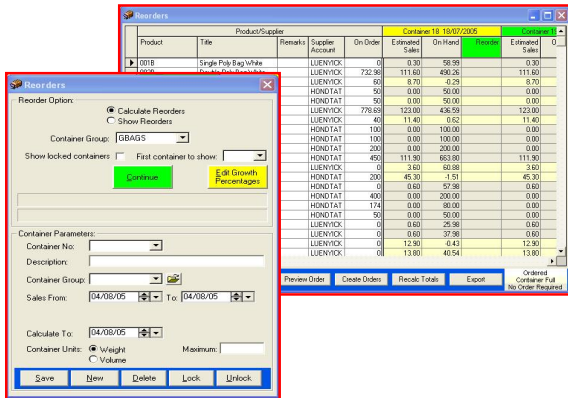 Reorders
Product/Supplier Container 18 18/07/2005 Container 1
Product Title Remarks Supplier Account On Order Estimated Sales On Hand Reorder Estimated Sales
001B Single Poly Bag White LUENYICK 0 0.30 58.99 0.30
002B Double Poly Bag White LUENYICK 732.98 111.60 490.26 111.60
LUENYICK 60 8.70 -0.29 8.70
HONDTAT 0 0.00 50.00 0.00
HONDTAT 50 0.00 50.00 0.00
LUENYICK 778.69 123.00 436.59 123.00
LUENYICK 40 11.40 0.62 11.40
HONDTAT 100 0.00 100.00 0.00
HONDTAT 100 0.00 100.00 0.00
HONDTAT 200 0.00 200.00 0.00
HONDTAT 450 111.90 663.80 111.90
LUENYICK 0 3.60 60.88 3.60
HONDTAT 200 45.30 -1.51 45.30
HONDTAT 0 0.60 57.98 0.60
HONDTAT 400 0.00 200.00 0.00
HONDTAT 174 0.00 80.00 0.00
HONDTAT 50 0.00 50.00 0.00
LUENYICK 0 0.60 25.98 0.60
LUENYICK 0 0.60 37.98 0.60
LUENYICK 0 12.90 -0.43 12.90
LUENYICK 0 13.80 40.54 13.80
Preview Order Create Orders Recalc Totals Export
Ordered
Container Full
No Order Required
Reorders
Reorder Option:
Calculate Reorders
Show Reorders
Container Group: GBAGS
Show locked containers First container to show:
Continue Edit Growth Percentages
Container Parameters:
Container No:
Description:
Container Group:
Sales From: 04/08/05 To: 04/08/05
Calculate To: 04/08/05
Container Units: Weight Maximum:
Volume
Save New Delete Lock Unlock